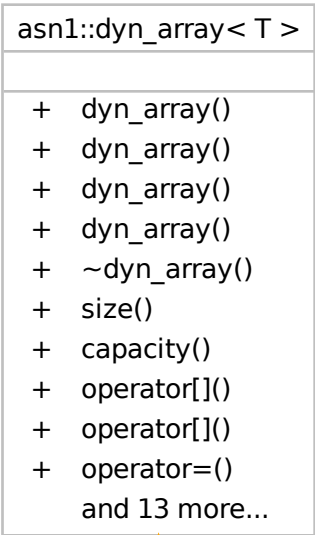 asn1::dyn_array< T >
+ dyn_array()
+ dyn_array()
+ dyn_array()
+ dyn_array()
+ ~dyn_array()
+ size()
+ capacity()
+ operator[]()
+ operator[]()
+ operator=()
and 13 more...